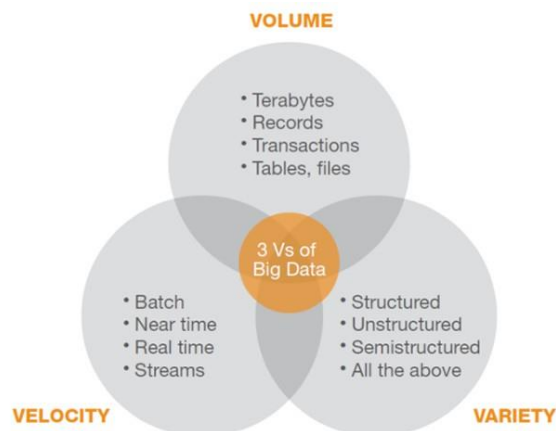 VOLUME
• Terabytes
• Records
• Transactions
• Tables, files
3 Vs of
Big Data
• Batch
• Near time
• Real time
• Streams
• Structured
• Unstructured
• Semistructured
• All the above
VELOCITY
VARIETY